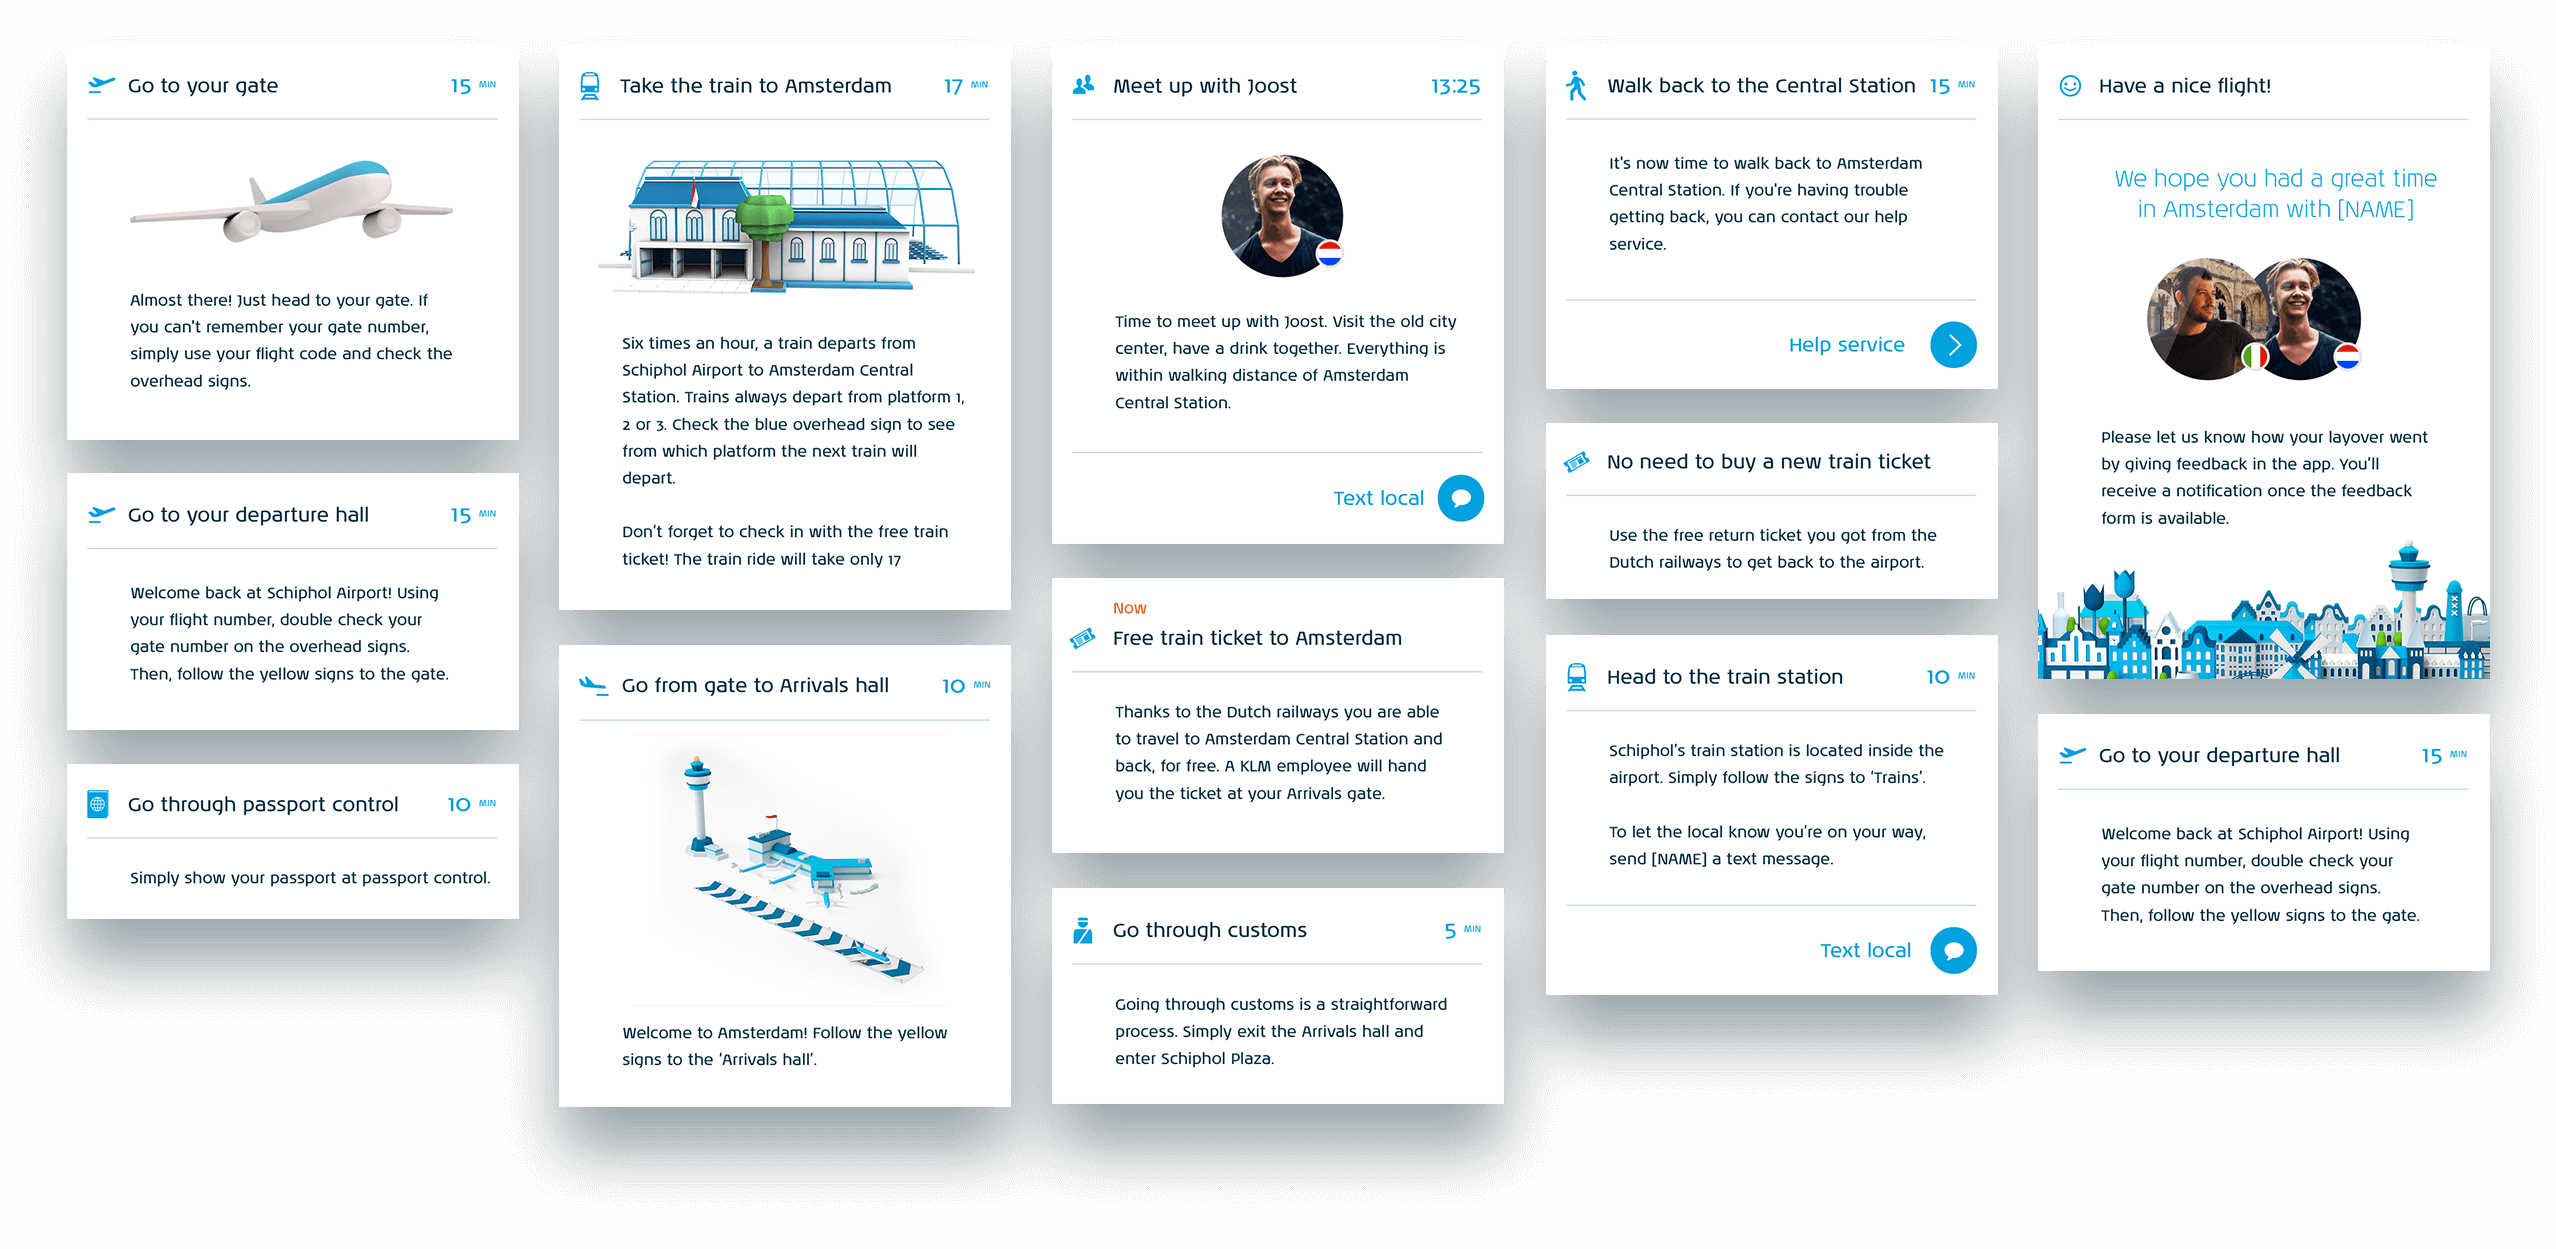 Go to your gate 15 MIN
Almost there! Just head to your gate. If
you can't remember your gate number,
simply use your flight code and check the
overhead signs.
Go to your departure hall 15 MIN
Welcome back at Schiphol Airport! Using
your flight number, double check your
gate number on the overhead signs.
Then, follow the yellow signs to the gate.
Go through passport control 10 MIN
Simply show your passport at passport control.
Take the train to Amsterdam 17 MIN
Six times an hour, a train departs from
Schiphol Airport to Amsterdam Central
Station. Trains always depart from platform 1,
2 or 3. Check the blue overhead sign to see
from which platform the next train will
depart.
Don't forget to check in with the free train
ticket! The train ride will take only 17
Go from gate to Arrivals hall 10 MIN
Welcome to Amsterdam! Follow the yellow
signs to the 'Arrivals hall'.
Meet up with Joost 13:25
Time to meet up with Joost. Visit the old city
center, have a drink together. Everything is
within walking distance of Amsterdam
Central Station.
Text local
Now
Free train ticket to Amsterdam
Thanks to the Dutch railways you are able
to travel to Amsterdam Central Station and
back, for free. A KLM employee will hand
you the ticket at your Arrivals gate.
Go through customs 5 MIN
Going through customs is a straightforward
process. Simply exit the Arrivals hall and
enter Schiphol Plaza.
Walk back to the Central Station 15 MIN
It's now time to walk back to Amsterdam
Central Station. If you're having trouble
getting back, you can contact our help
service.
Help service
No need to buy a new train ticket
Use the free return ticket you got from the
Dutch railways to get back to the airport.
Head to the train station 10 MIN
Schiphol's train station is located inside the
airport. Simply follow the signs to 'Trains'.
To let the local know you're on your way,
send [NAME] a text message.
Text local
Have a nice flight!
We hope you had a great time
in Amsterdam with [NAME]
Please let us know how your layover went
by giving feedback in the app. You'll
receive a notification once the feedback
form is available.
XXX
Go to your departure hall 15 MIN
Welcome back at Schiphol Airport! Using
your flight number, double check your
gate number on the overhead signs.
Then, follow the yellow signs to the gate.